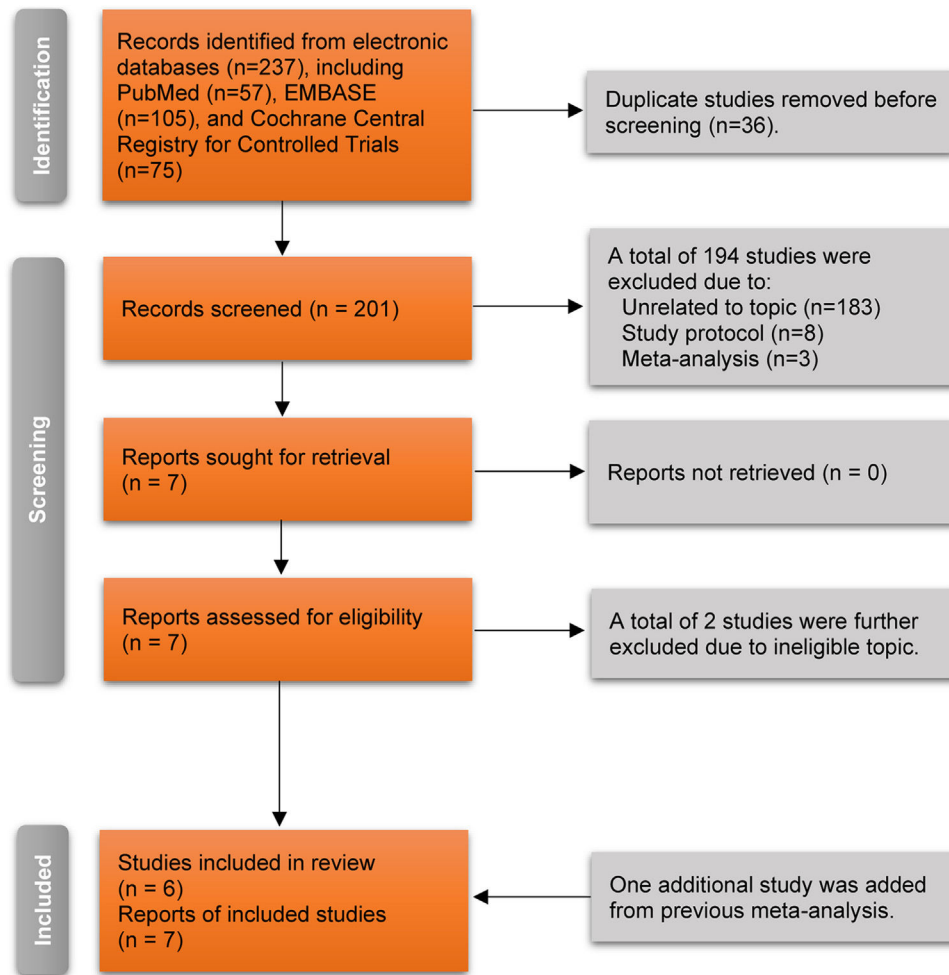 Identification
Records identified from electronic
databases (n=237), including
PubMed (n=57), EMBASE
(n=105), and Cochrane Central
Registry for Controlled Trials
(n=75)
Duplicate studies removed before
screening (n=36).
Screening
Records screened (n = 201)
A total of 194 studies were
excluded due to:
Unrelated to topic (n=183)
Study protocol (n=8)
Meta-analysis (n=3)
Reports sought for retrieval
(n = 7)
Reports not retrieved (n = 0)
Reports assessed for eligibility
(n = 7)
A total of 2 studies were further
excluded due to ineligible topic.
Included
Studies included in review
(n = 6)
Reports of included studies
(n = 7)
One additional study was added
from previous meta-analysis.